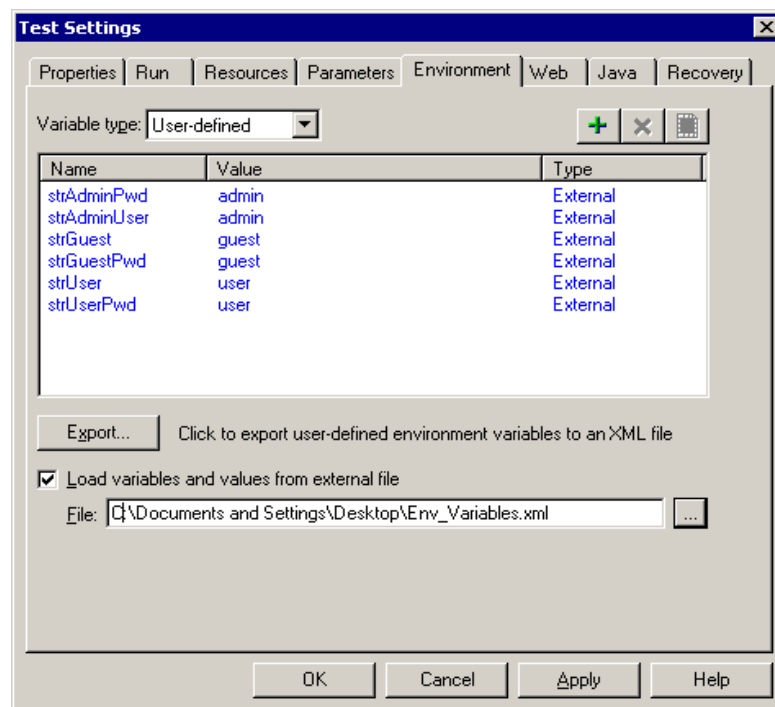 Test Settings
Properties Run Resources Parameters Environment Web Java Recovery
Variable type: User-defined
Name Value Type
strAdminPwd admin External
strAdminUser admin External
strGuest guest External
strGuestPwd guest External
strUser user External
strUserPwd user External
Export... Click to export user-defined environment variables to an XML file
Load variables and values from external file
File: C:\Documents and Settings\Desktop\Env_Variables.xml ...
OK Cancel Apply Help